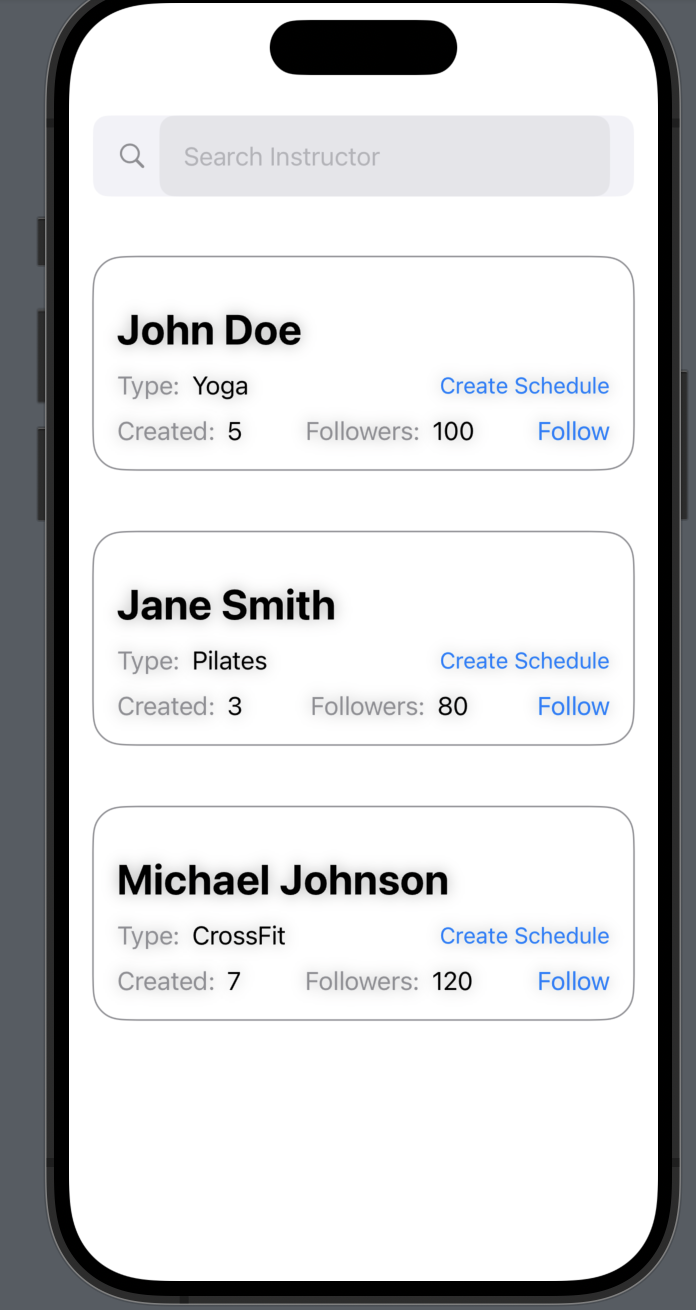 Search Instructor
John Doe
Type: Yoga Create Schedule
Created: 5 Followers: 100 Follow
Jane Smith
Type: Pilates Create Schedule
Created: 3 Followers: 80 Follow
Michael Johnson
Type: CrossFit Create Schedule
Created: 7 Followers: 120 Follow